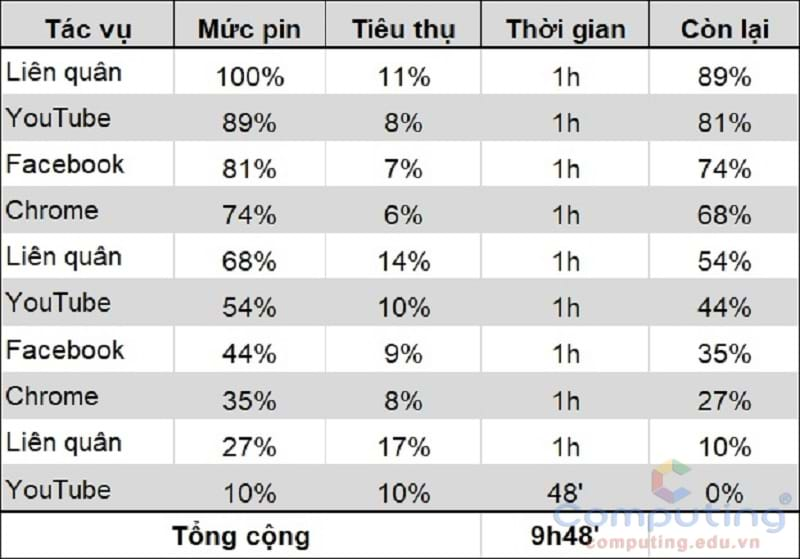 Tác vụ Mức pin Tiêu thụ Thời gian Còn lại
Liên quân 100% 11% 1h 89%
YouTube 89% 8% 1h 81%
Facebook 81% 7% 1h 74%
Chrome 74% 6% 1h 68%
Liên quân 68% 14% 1h 54%
YouTube 54% 10% 1h 44%
Facebook 44% 9% 1h 35%
Chrome 35% 8% 1h 27%
Liên quân 27% 17% 1h 10%
YouTube 10% 10% 48' 0%
Tổng cộng 9h48'
Computing®
computing.edu.vn